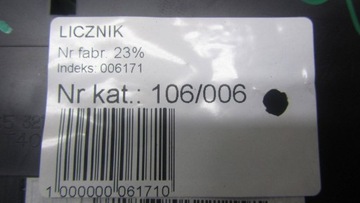 LICZNIK
Nr fabr 23%
Indeks: 006171
Nr kat.: 106/006
1 000000 061710